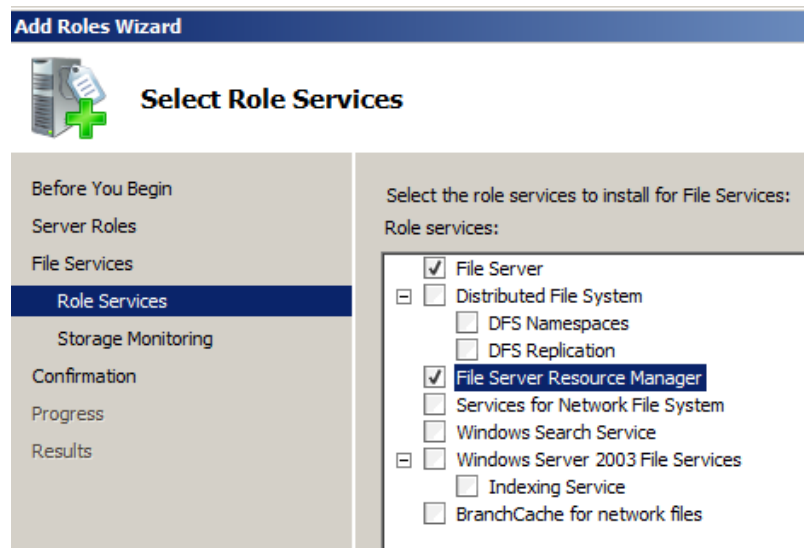 Add Roles Wizard
Select Role Services
Before You Begin
Server Roles
File Services
Role Services
Storage Monitoring
Confirmation
Progress
Results
Select the role services to install for File Services:
Role services:
File Server
Distributed File System
DFS Namespaces
DFS Replication
File Server Resource Manager
Services for Network File System
Windows Search Service
Windows Server 2003 File Services
Indexing Service
BranchCache for network files